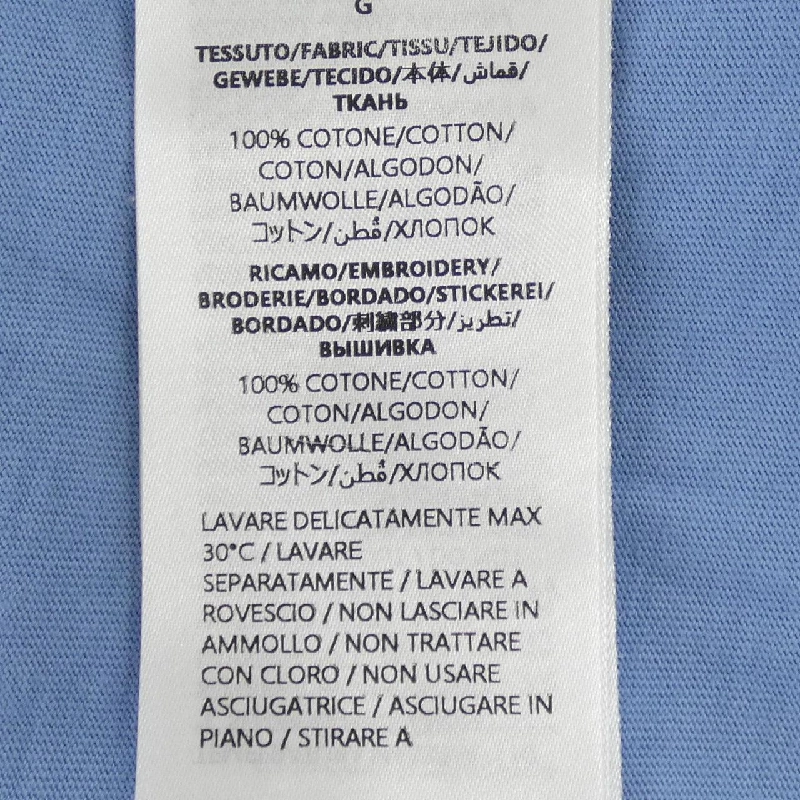 G
TESSUTO/FABRIC/TISSU/TEJIDO/
GEWEBE/TECIDO/本体/قماش/
ТКАНЬ
100% COTONE/COTTON/
COTON/ALGODON/
BAUMWOLLE/ALGODÃO/
コットン/قُطن/ХЛОПОК
RICAMO/EMBROIDERY/
BRODERIE/BORDADO/STICKEREI/
BORDADO/刺繍部分/تطريز/
ВЫШИВКА
100% COTONE/COTTON/
COTON/ALGODON/
BAUMWOLLE/ALGODÃO/
コットン/قُطن/ХЛОПОК
LAVARE DELICATAMENTE MAX
30°C / LAVARE
SEPARATAMENTE / LAVARE A
ROVESCIO / NON LASCIARE IN
AMMOLLO / NON TRATTARE
CON CLORO / NON USARE
ASCIUGATRICE / ASCIUGARE IN
PIANO / STIRARE A